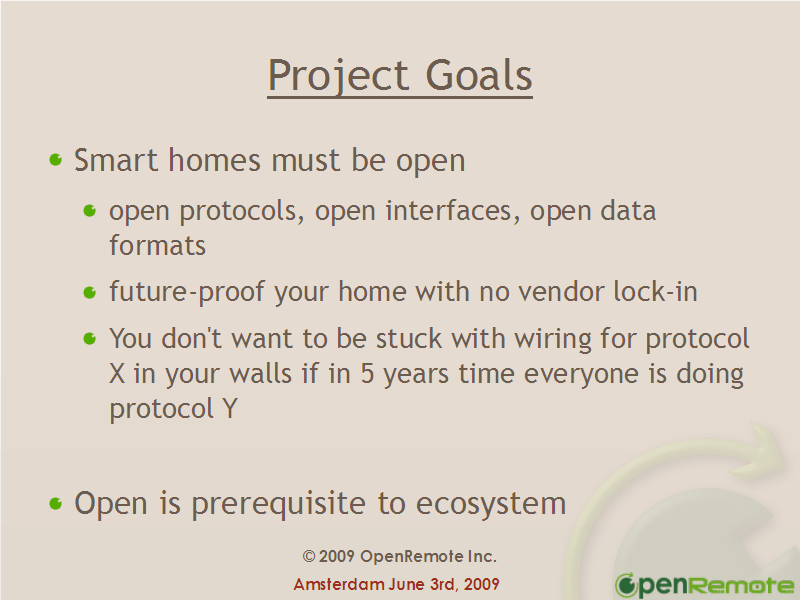 Project Goals
Smart homes must be open
open protocols, open interfaces, open data
formats
future-proof your home with no vendor lock-in
You don't want to be stuck with wiring for protocol
X in your walls if in 5 years time everyone is doing
protocol Y
Open is prerequisite to ecosystem
© 2009 OpenRemote Inc.
Amsterdam June 3rd, 2009
OpenRemote